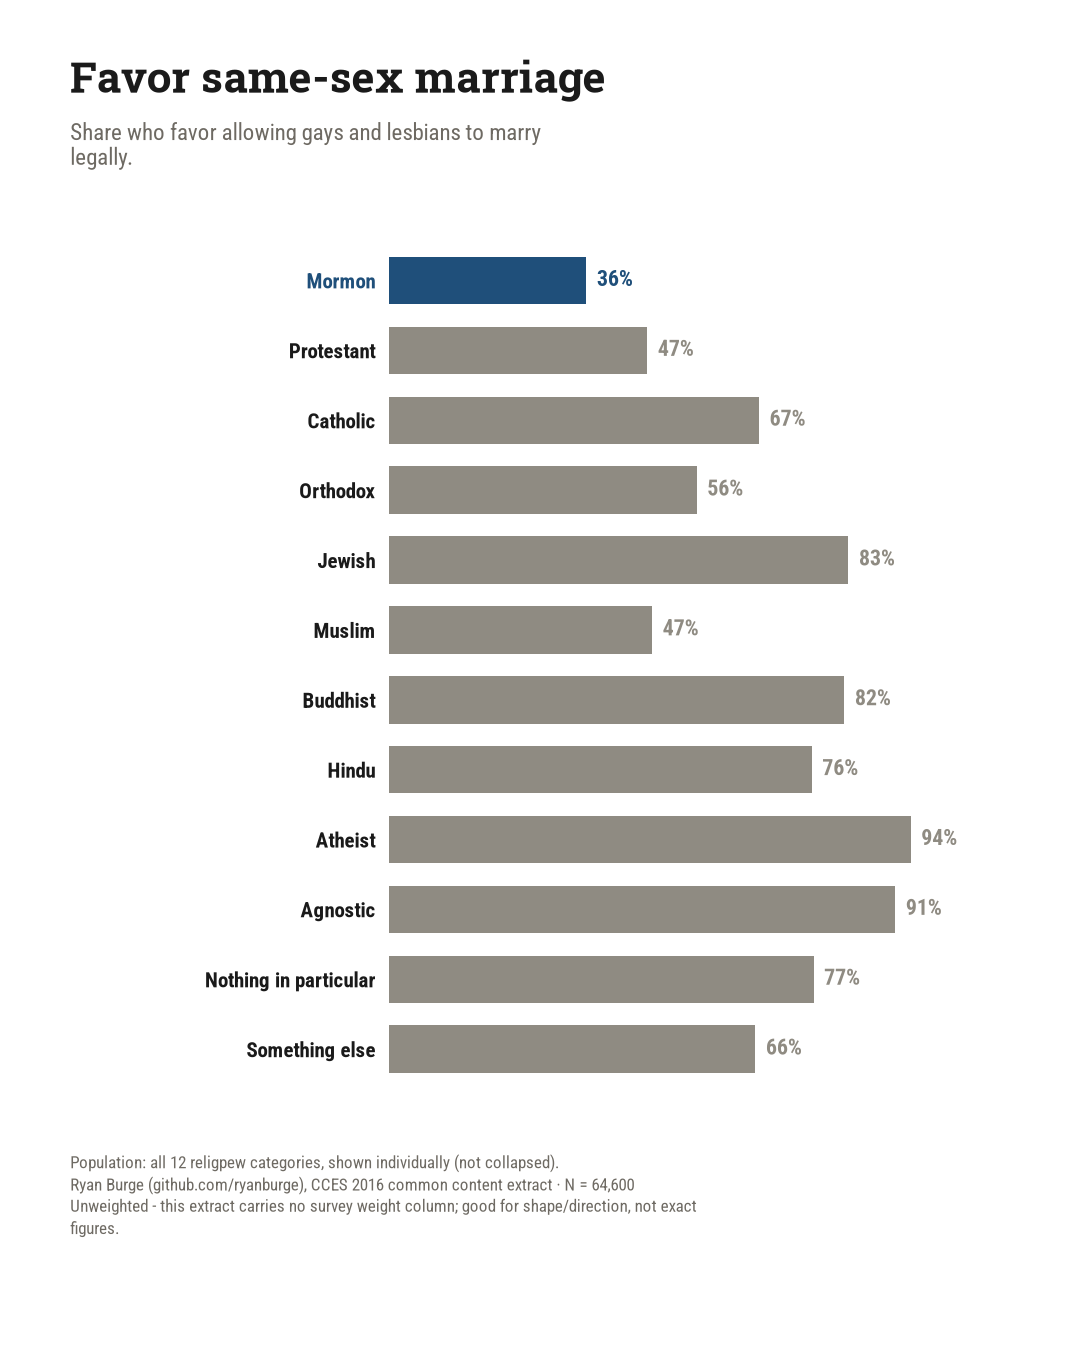 Favor same-sex marriage
Share who favor allowing gays and lesbians to marry
legally.
Mormon 36%
Protestant 47%
Catholic 67%
Orthodox 56%
Jewish 83%
Muslim 47%
Buddhist 82%
Hindu 76%
Atheist 94%
Agnostic 91%
Nothing in particular 77%
Something else 66%
Population: all 12 religpew categories, shown individually (not collapsed).
Ryan Burge (github.com/ryanburge), CCES 2016 common content extract · N = 64,600
Unweighted - this extract carries no survey weight column; good for shape/direction, not exact
figures.